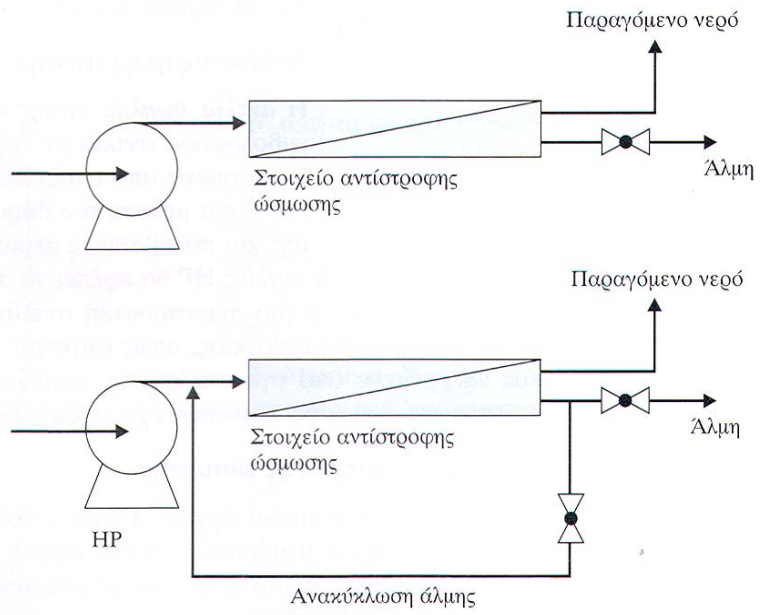 Παραγόμενο νερό
Άλμη
Στοιχείο αντίστροφης
ώσμωσης
Παραγόμενο νερό
Άλμη
Στοιχείο αντίστροφης
ώσμωσης
HP
Ανακύκλωση άλμης